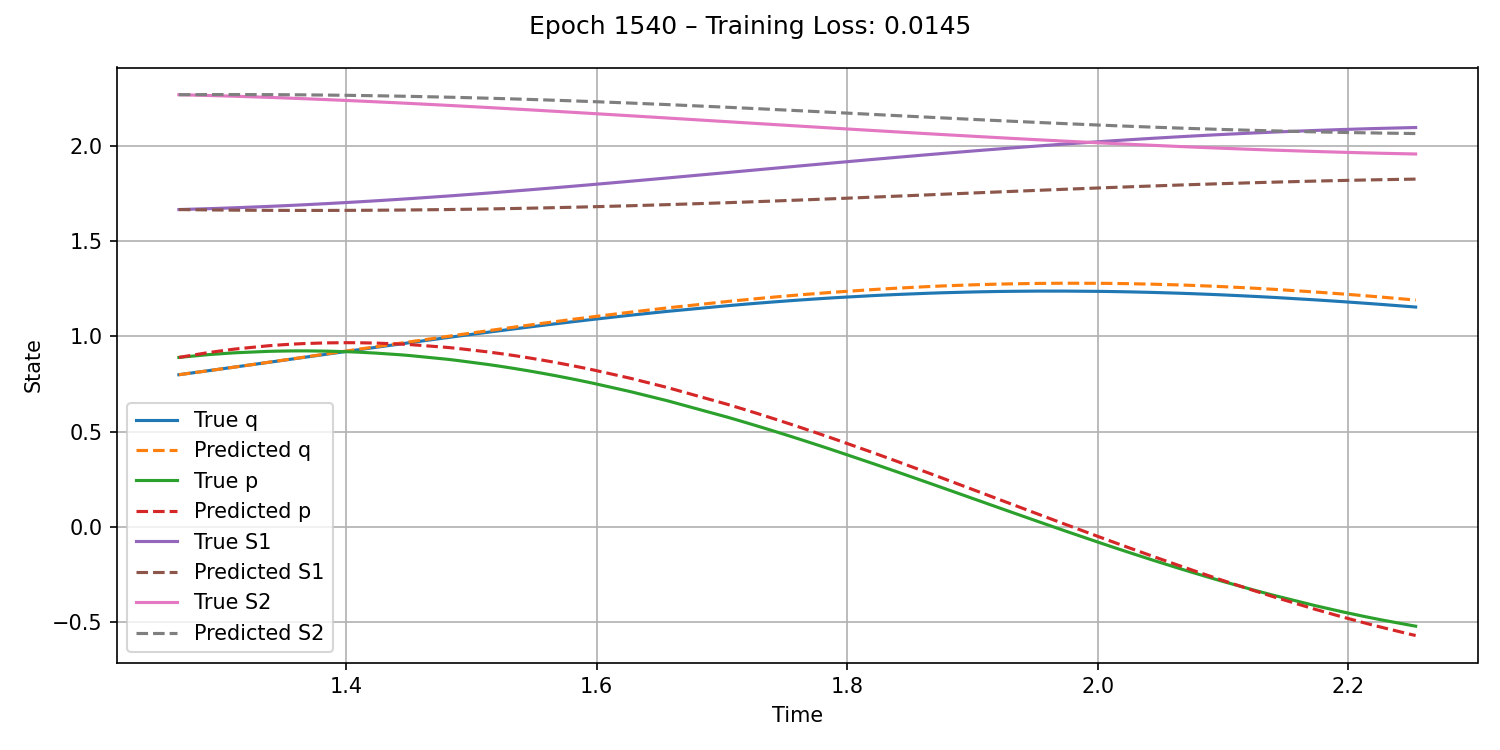 Epoch 1540 – Training Loss: 0.0145
2.0
1.5
1.0
0.5
0.0
−0.5
State
True q
Predicted q
True p
Predicted p
True S1
Predicted S1
True S2
Predicted S2
1.4 1.6 1.8 2.0 2.2
Time